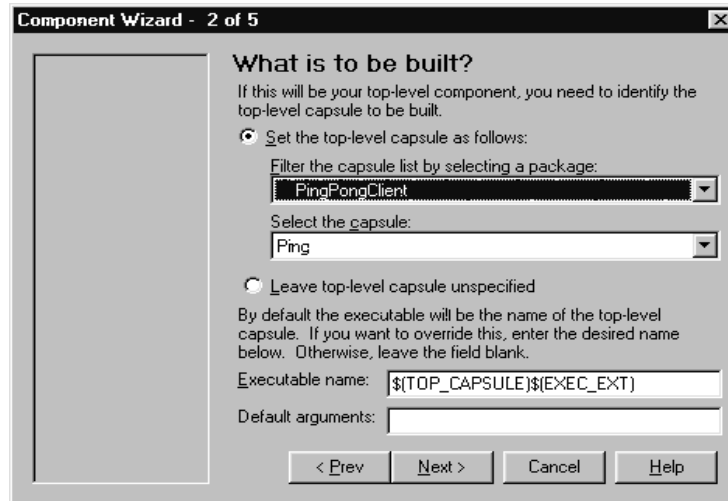 Component Wizard - 2 of 5
What is to be built?
If this will be your top-level component, you need to identify the
top-level capsule to be built.
Set the top-level capsule as follows:
Filter the capsule list by selecting a package:
PingPongClient
Select the capsule:
Ping
Leave top-level capsule unspecified
By default the executable will be the name of the top-level
capsule. If you want to override this, enter the desired name
below. Otherwise, leave the field blank.
Executable name: $(TOP_CAPSULE)$(EXEC_EXT)
Default arguments:
< Prev Next > Cancel Help